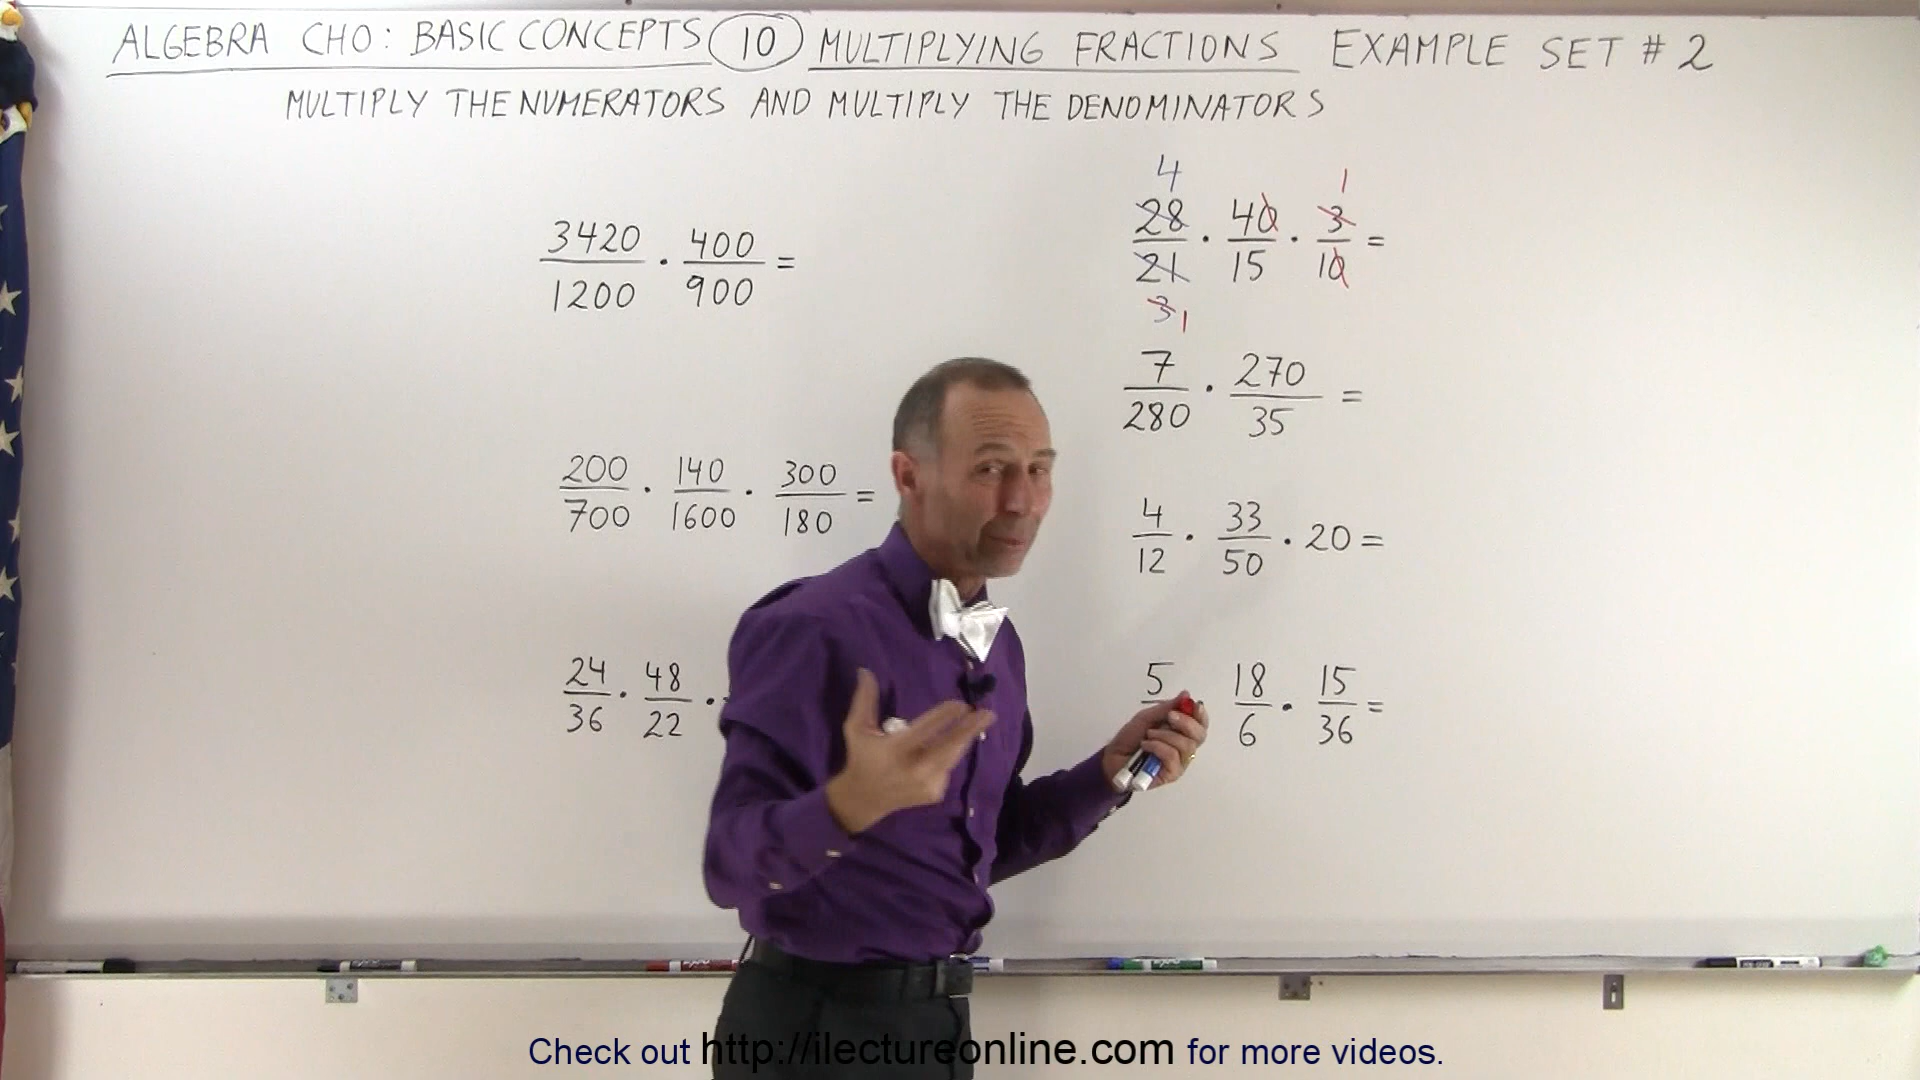 ALGEBRA CH0: BASIC CONCEPTS 10 MULTIPLYING FRACTIONS EXAMPLE SET # 2
MULTIPLY THE NUMERATORS AND MULTIPLY THE DENOMINATORS
3420/1200 · 400/900 =
200/700 · 140/1600 · 300/180 =
24/36 · 48/22 ·
4
1
28/21 · 40/15 · 3/10 =
3 1
7/280 · 270/35 =
4/12 · 33/50 · 20 =
5 18/6 · 15/36 =
Check out http://ilectureonline.com for more videos.